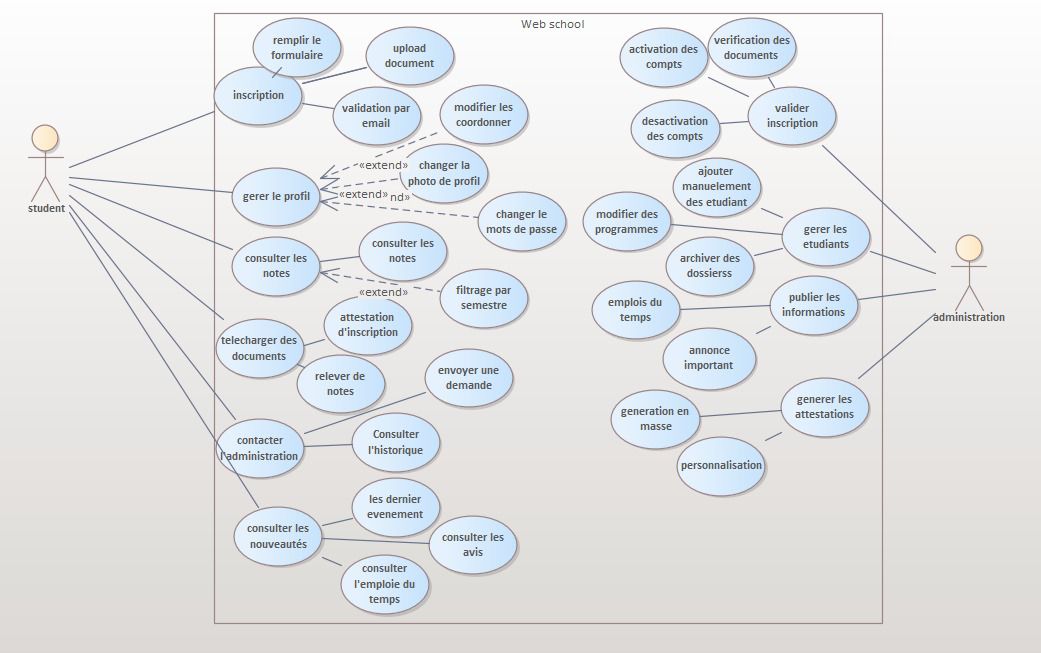 Web school
remplir le
formulaire
upload
document
inscription
validation par
email
modifier les
coordonner
«extend»
changer la
photo de profil
«extend»
nd»
gerer le profil
changer le
mots de passe
student
consulter les
notes
consulter les
notes
«extend»
filtrage par
semestre
attestation
d'inscription
telecharger des
documents
relever de
notes
envoyer une
demande
contacter
l'administration
Consulter
l'historique
les dernier
evenement
consulter les
nouveautés
consulter les
avis
consulter
l'emploie du
temps
activation des
compts
verification des
documents
valider
inscription
desactivation
des compts
ajouter
manuelement
des etudiant
modifier des
programmes
gerer les
etudiants
archiver des
dossierss
emplois du
temps
publier les
informations
annonce
important
administration
generer les
attestations
generation en
masse
personnalisation